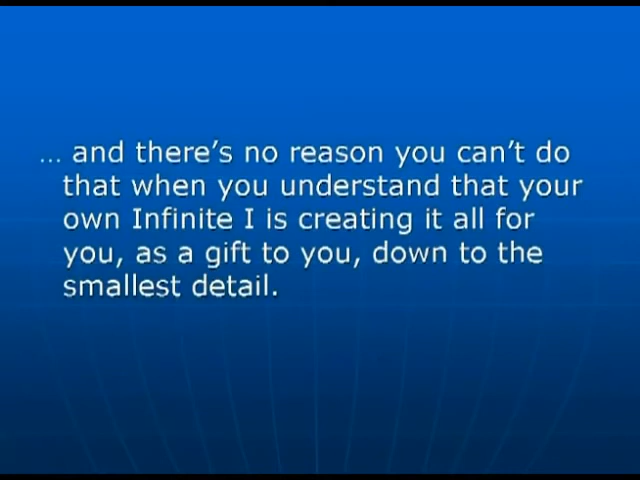 … and there’s no reason you can’t do
that when you understand that your
own Infinite I is creating it all for
you, as a gift to you, down to the
smallest detail.